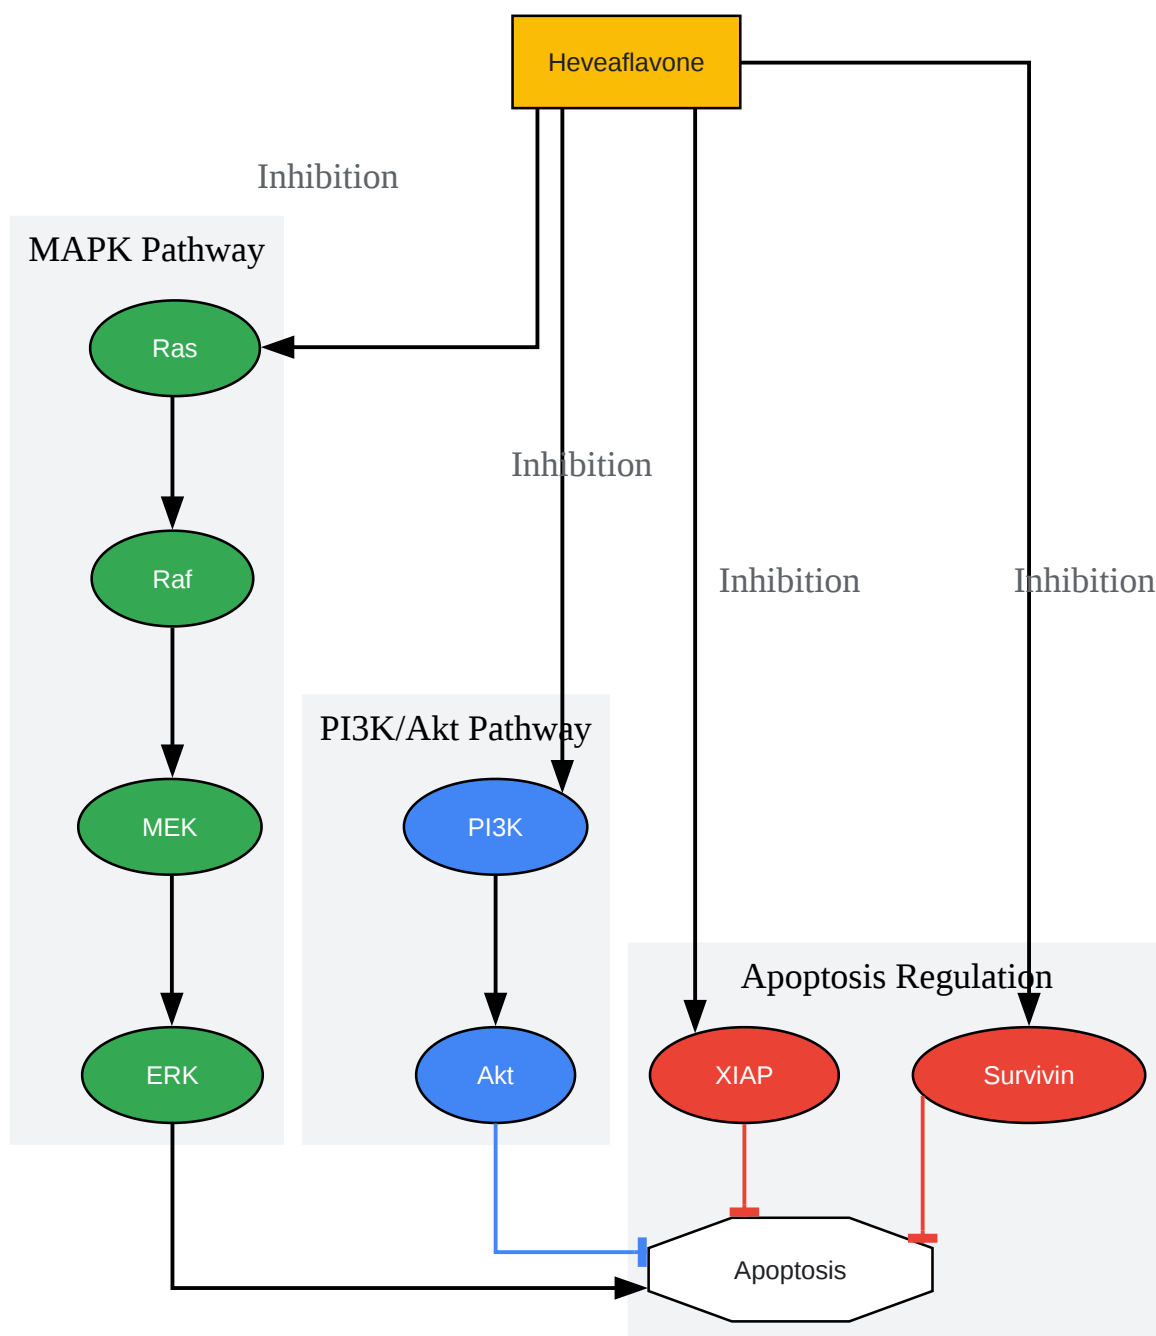 Heveaflavone
Inhibition
MAPK Pathway
Ras
Inhibition
Raf
Inhibition
Inhibition
PI3K/Akt Pathway
MEK
PI3K
Apoptosis Regulation
ERK
Akt
XIAP
Survivin
Apoptosis